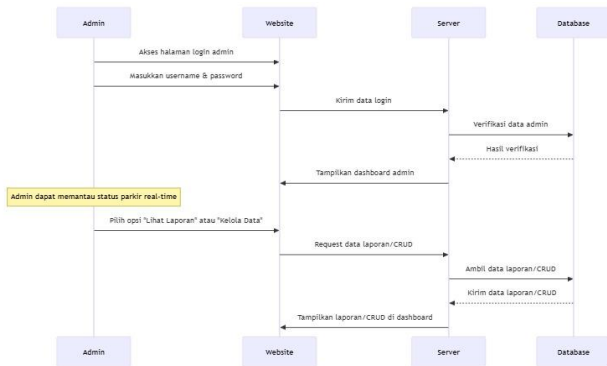 Admin
Website
Server
Database
Akses halaman login admin
Masukkan username & password
Kirim data login
Verifikasi data admin
Hasil verifikasi
Tampilkan dashboard admin
Admin dapat memantau status parkir real-time
Pilih opsi "Lihat Laporan" atau "Kelola Data"
Request data laporan/CRUD
Ambil data laporan/CRUD
Kirim data laporan/CRUD
Tampilkan laporan/CRUD di dashboard
Admin
Website
Server
Database